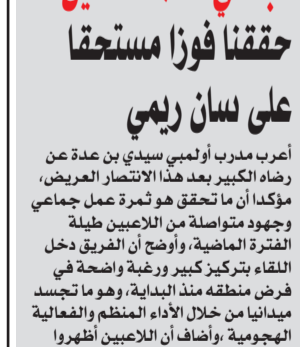 حققنا فوزا مستحقا
على سان ريمي
أعرب مدرب أولمبي سيدي بن عدة عن
رضاه الكبير بعد هذا الانتصار العريض،
مؤكدا أن ما تحقق هو ثمرة عمل جماعي
وجهود متواصلة من اللاعبين طيلة
الفترة الماضية، وأوضح أن الفريق دخل
اللقاء بتركيز كبير ورغبة واضحة في
فرض منطقه منذ البداية، وهو ما تجسد
ميدانيا من خلال الأداء المنظم والفعالية
الهجومية ،وأضاف أن اللاعبين أظهروا